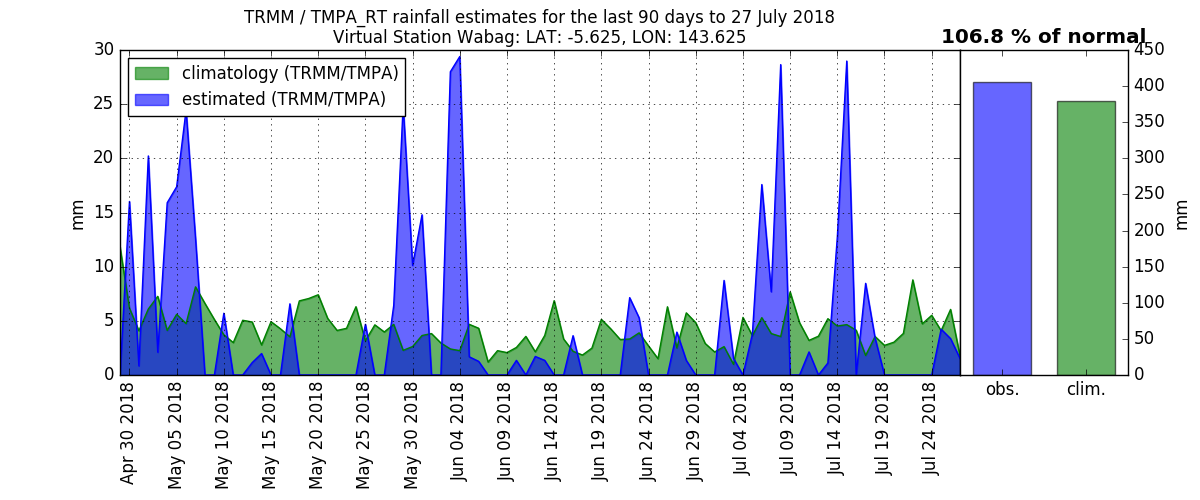 TRMM / TMPA_RT rainfall estimates for the last 90 days to 27 July 2018
Virtual Station Wabag: LAT: -5.625, LON: 143.625
106.8 % of normal
climatology (TRMM/TMPA)
estimated (TRMM/TMPA)
30
25
20
15
10
5
0
mm
Apr 30 2018
May 05 2018
May 10 2018
May 15 2018
May 20 2018
May 25 2018
May 30 2018
Jun 04 2018
Jun 09 2018
Jun 14 2018
Jun 19 2018
Jun 24 2018
Jun 29 2018
Jul 04 2018
Jul 09 2018
Jul 14 2018
Jul 19 2018
Jul 24 2018
obs.
clim.
450
400
350
300
250
200
150
100
50
0
mm